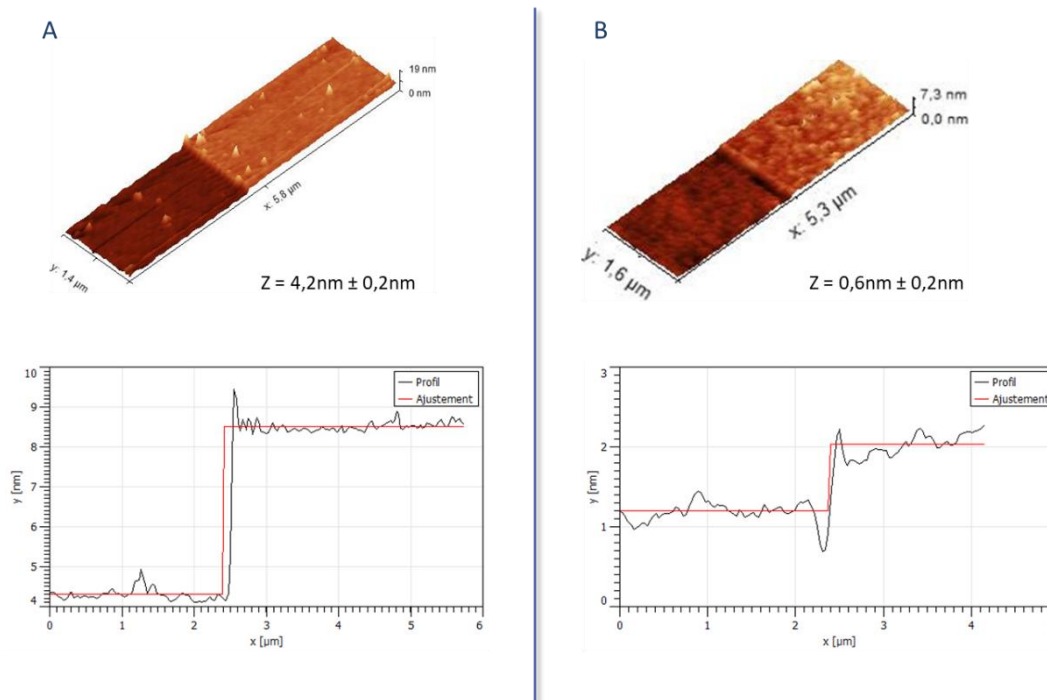 A
19 nm
0 nm
x: 5,8 µm
y: 1,4 µm
Z = 4,2nm ± 0,2nm
10
9
8
7
6
5
4
y [nm]
Profil
Ajustement
0 1 2 3 4 5 6
x [µm]
B
7,3 nm
0,0 nm
x: 5,3 µm
y: 1,6 µm
Z = 0,6nm ± 0,2nm
3
2
1
0
y [nm]
Profil
Ajustement
0 1 2 3 4
x [µm]